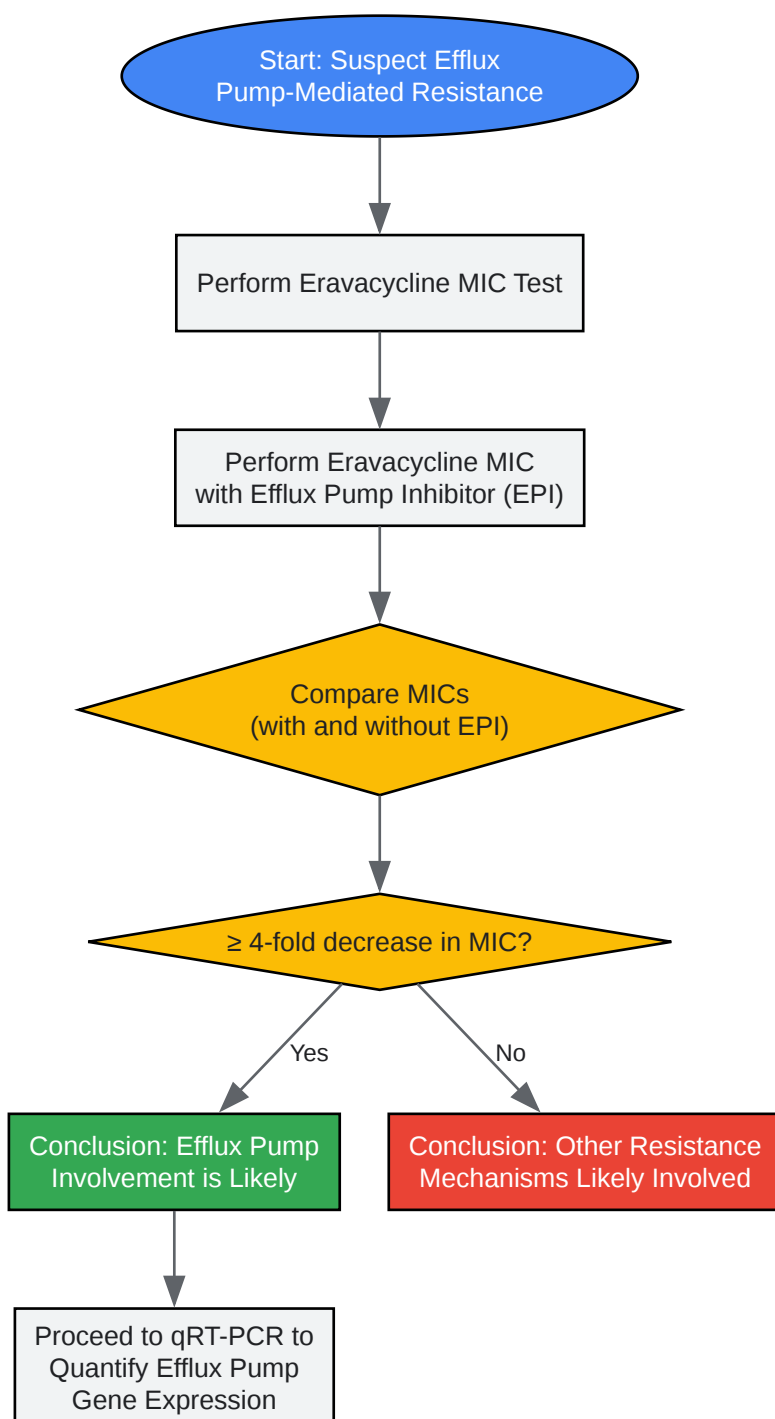 Start: Suspect Efflux
Pump-Mediated Resistance
Perform Eravacycline MIC Test
Perform Eravacycline MIC
with Efflux Pump Inhibitor (EPI)
Compare MICs
(with and without EPI)
≥ 4-fold decrease in MIC?
Yes
No
Conclusion: Efflux Pump
Involvement is Likely
Conclusion: Other Resistance
Mechanisms Likely Involved
Proceed to qRT-PCR to
Quantify Efflux Pump
Gene Expression